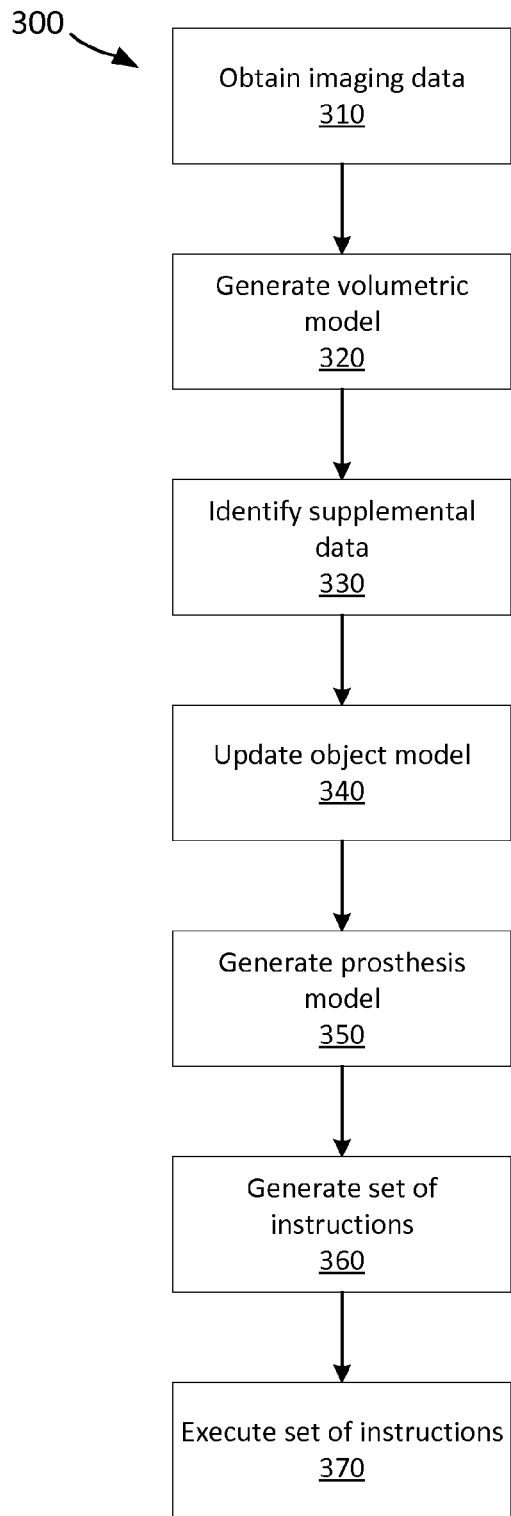 300
Obtain imaging data
310
Generate volumetric
model
320
Identify supplemental
data
330
Update object model
340
Generate prosthesis
model
350
Generate set of
instructions
360
Execute set of instructions
370